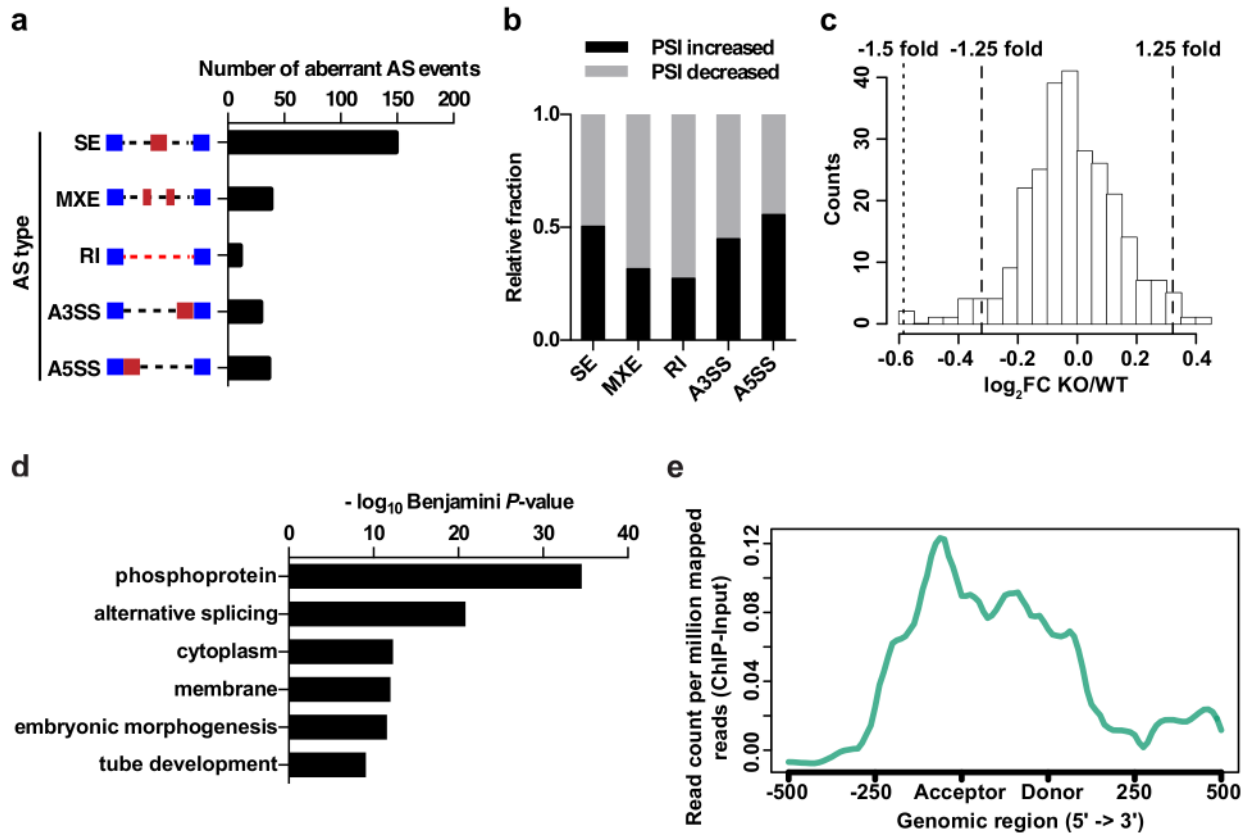 a
Number of aberrant AS events
0 50 100 150 200
AS type
SE
MXE
RI
A3SS
A5SS
b
PSI increased
PSI decreased
Relative fraction
1.0
0.5
0.0
SE MXE RI A3SS A5SS
c
-1.5 fold -1.25 fold 1.25 fold
Counts
40
30
20
10
0
-0.6 -0.4 -0.2 0.0 0.2 0.4
log2FC KO/WT
d
- log10 Benjamini P-value
0 10 20 30 40
phosphoprotein
alternative splicing
cytoplasm
membrane
embryonic morphogenesis
tube development
e
Read count per million mapped
reads (ChIP-Input)
0.12
0.08
0.04
0.00
-500 -250 Acceptor Donor 250 500
Genomic region (5' -> 3')